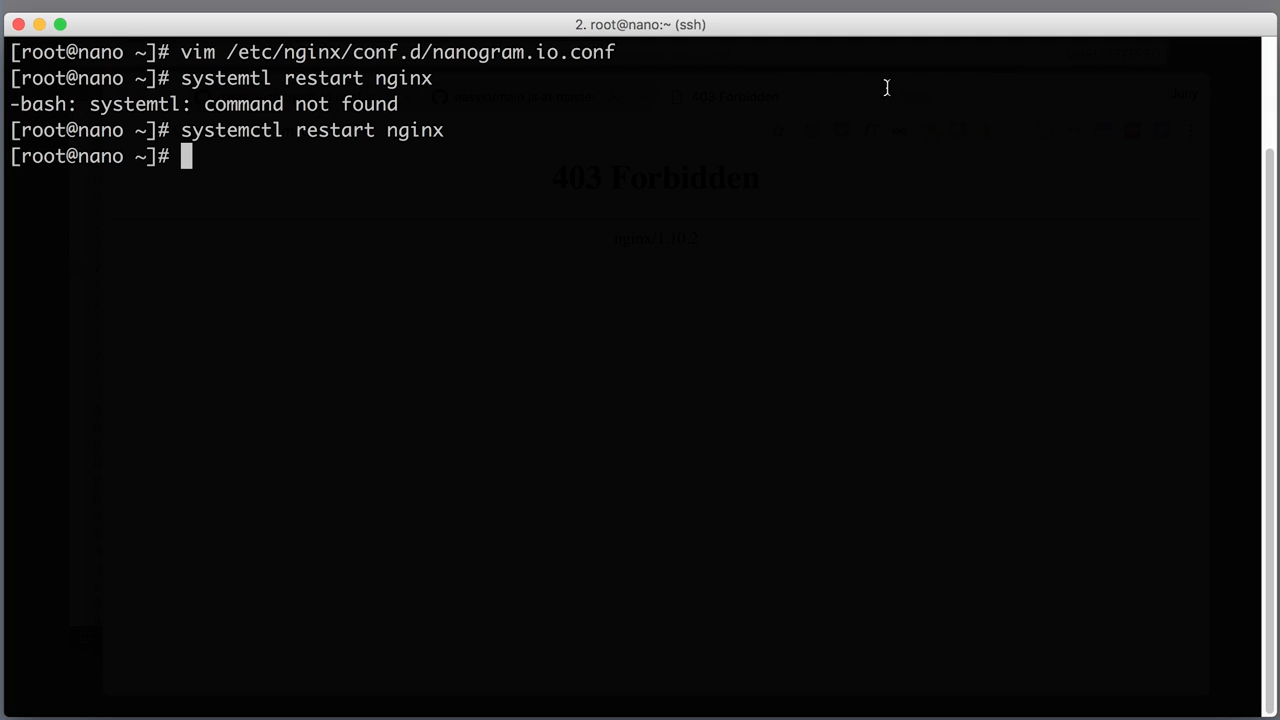 2. root@nano:~ (ssh)
[root@nano ~]# vim /etc/nginx/conf.d/nanogram.io.conf
[root@nano ~]# systemtl restart nginx
-bash: systemtl: command not found
[root@nano ~]# systemctl restart nginx
[root@nano ~]#
403 Forbidden
Jully
403 Forbidden
nginx/1.10.2